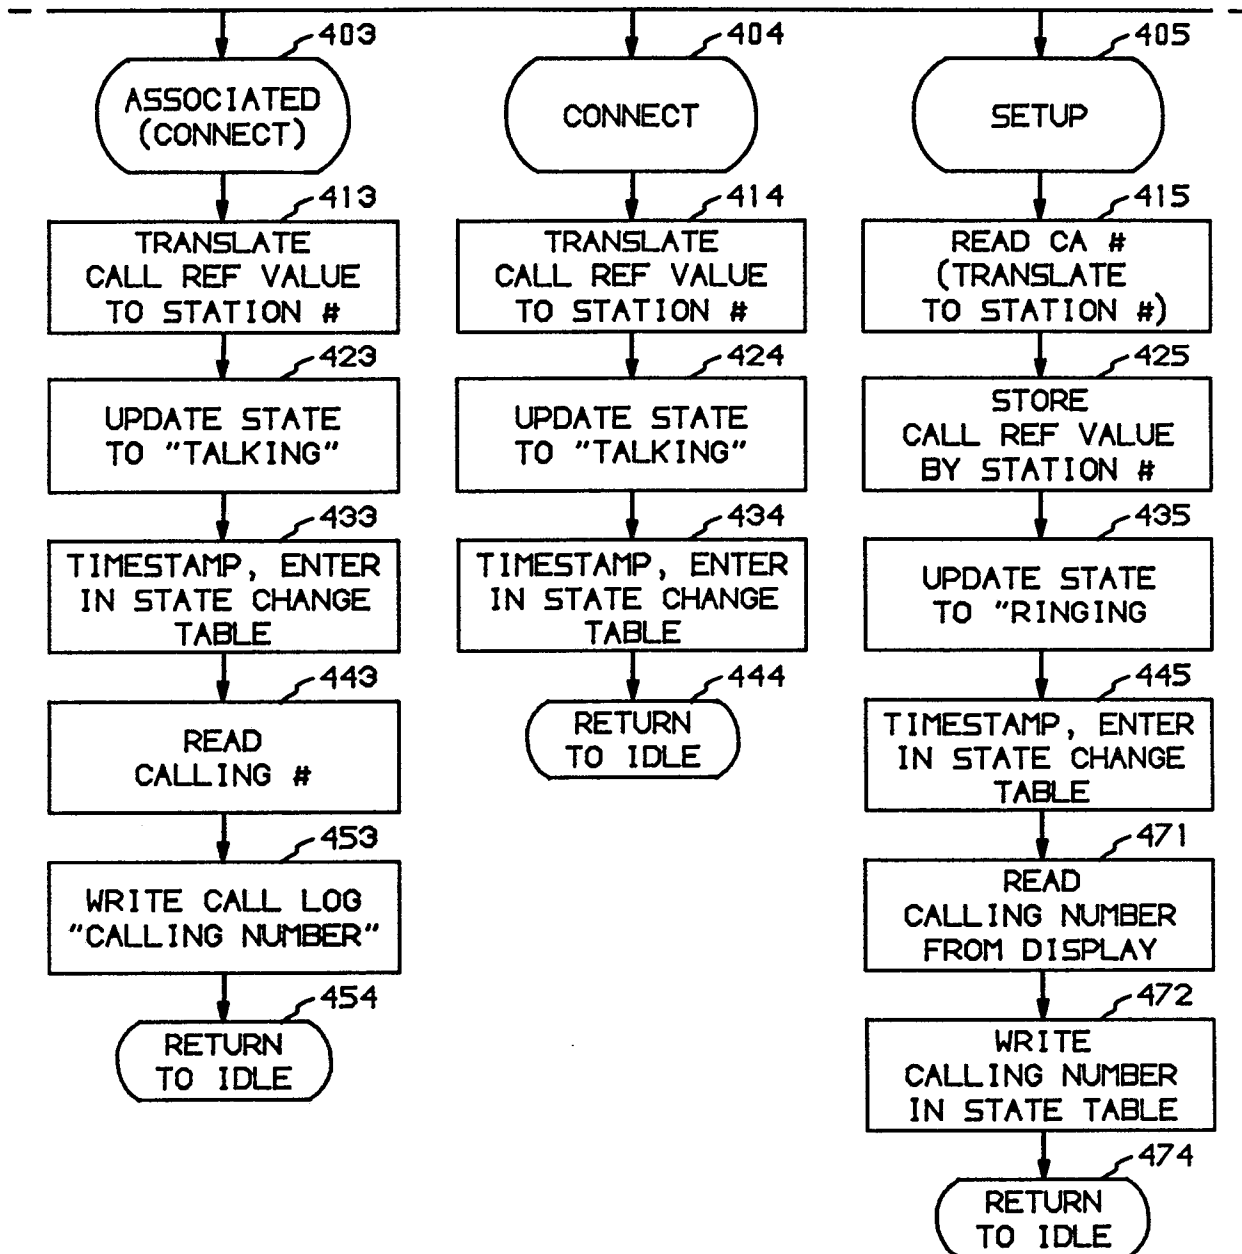 403
ASSOCIATED
(CONNECT)
413
TRANSLATE
CALL REF VALUE
TO STATION #
423
UPDATE STATE
TO "TALKING"
433
TIMESTAMP, ENTER
IN STATE CHANGE
TABLE
443
READ
CALLING #
453
WRITE CALL LOG
"CALLING NUMBER"
454
RETURN
TO IDLE
404
CONNECT
414
TRANSLATE
CALL REF VALUE
TO STATION #
424
UPDATE STATE
TO "TALKING"
434
TIMESTAMP, ENTER
IN STATE CHANGE
TABLE
444
RETURN
TO IDLE
405
SETUP
415
READ CA #
(TRANSLATE
TO STATION #)
425
STORE
CALL REF VALUE
BY STATION #
435
UPDATE STATE
TO "RINGING
445
TIMESTAMP, ENTER
IN STATE CHANGE
TABLE
471
READ
CALLING NUMBER
FROM DISPLAY
472
WRITE
CALLING NUMBER
IN STATE TABLE
474
RETURN
TO IDLE